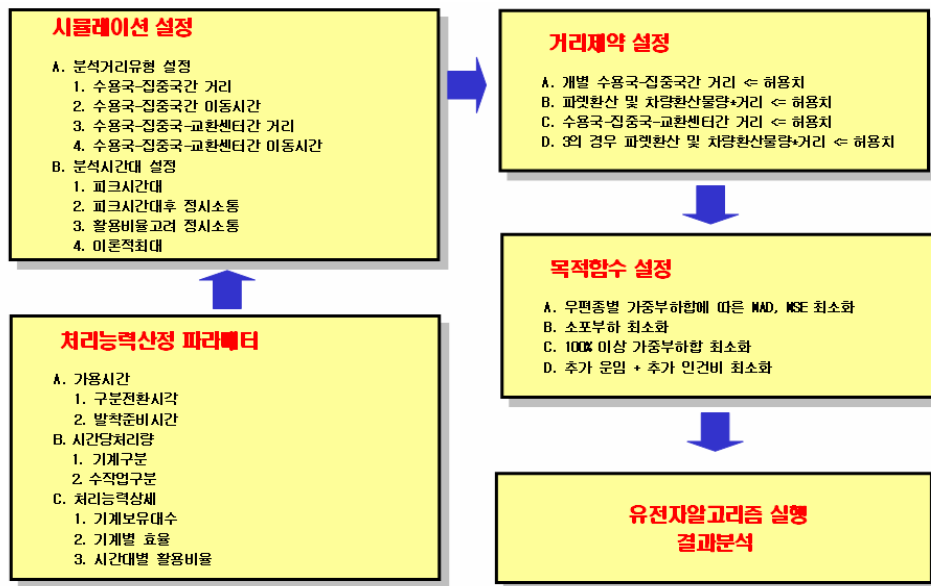 시뮬레이션 설정
A. 분석거리유형 설정
1. 수용국-집중국간 거리
2. 수용국-집중국간 이동시간
3. 수용국-집중국-교환센터간 거리
4. 수용국-집중국-교환센터간 이동시간
B. 분석시간대 설정
1. 피크시간대
2. 피크시간대후 정시소통
3. 활용비율고려 정시소통
4. 이론적최대
처리능력산정 파라메터
A. 가용시간
1. 구분전환시각
2. 발착준비시간
B. 시간당처리량
1. 기계구분
2. 수작업구분
C. 처리능력상세
1. 기계보유대수
2. 기계별 효율
3. 시간대별 활용비율
거리제약 설정
A. 개별 수용국-집중국간 거리 <= 허용치
B. 파렛환산 및 차량환산물량*거리 <= 허용치
C. 수용국-집중국-교환센터간 거리 <= 허용치
D. 3의 경우 파렛환산 및 차량환산물량*거리 <= 허용치
목적함수 설정
A. 우편종별 가중부하합에 따른 MAD, MSE 최소화
B. 소포부하 최소화
C. 100% 이상 가중부하합 최소화
D. 추가 운임 + 추가 인건비 최소화
유전자알고리즘 실행
결과분석